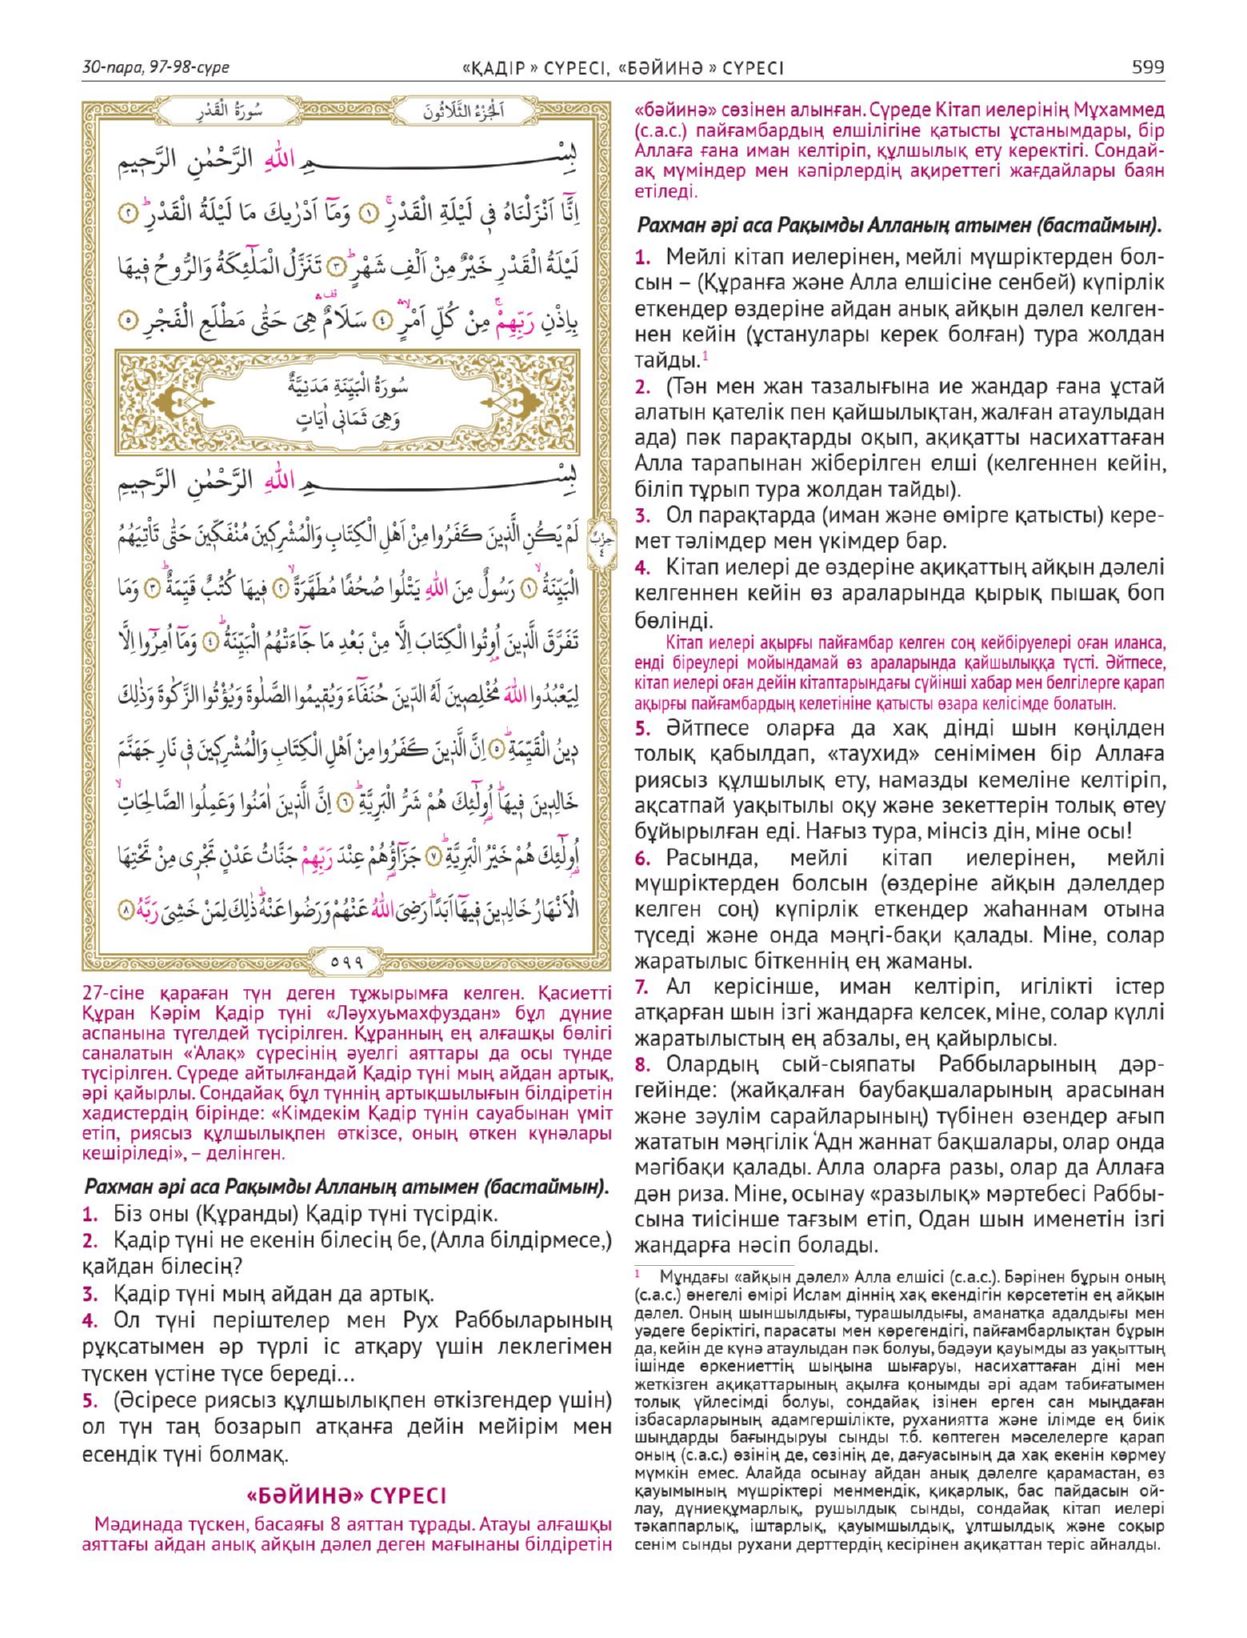 30-пара, 97-98-сүре
«ҚАДІР» СҮРЕСІ, «БӘЙИНӘ» СҮРЕСІ
599
سُورَةُ الْقَدْرِ
اَلْجُزْءُ الثَّلَاثُونَ
بِسْمِ اللّٰهِ الرَّحْمٰنِ الرَّحِيمِ
اِنَّٓا اَنْزَلْنَاهُ فِي لَيْلَةِ الْقَدْرِۚ ﴿١﴾ وَمَٓا اَدْرٰيكَ مَا لَيْلَةُ الْقَدْرِۜ ﴿٢﴾
لَيْلَةُ الْقَدْرِ خَيْرٌ مِنْ اَلْفِ شَهْرٍۜ ﴿٣﴾ تَنَزَّلُ الْمَلٰٓئِكَةُ وَالرُّوحُ فِيهَا
بِاِذْنِ رَبِّهِمْۚ مِنْ كُلِّ اَمْرٍۙ ﴿٤﴾ سَلَامٌ هِيَ حَتّٰى مَطْلَعِ الْفَجْرِ ﴿٥﴾
سُورَةُ الْبَيِّنَةِ مَدَنِيَّةٌ
وَهِيَ ثَمَانِي اٰيَاتٍ
بِسْمِ اللّٰهِ الرَّحْمٰنِ الرَّحِيمِ
لَمْ يَكُنِ الَّذِينَ كَفَرُوا مِنْ اَهْلِ الْكِتَابِ وَالْمُشْرِكِينَ مُنْفَكِّينَ حَتّٰى تَأْتِيَهُمُ
حِزْبٌ ٤
الْبَيِّنَةُۙ ﴿١﴾ رَسُولٌ مِنَ اللّٰهِ يَتْلُوا صُحُفًا مُطَهَّرَةًۙ ﴿٢﴾ فِيهَا كُتُبٌ قَيِّمَةٌۜ ﴿٣﴾ وَمَا
تَفَرَّقَ الَّذِينَ اُوتُوا الْكِتَابَ اِلَّا مِنْ بَعْدِ مَا جَٓاءَتْهُمُ الْبَيِّنَةُۜ ﴿٤﴾ وَمَٓا اُمِرُٓوا اِلَّا
لِيَعْبُدُوا اللّٰهَ مُخْلِصِينَ لَهُ الدِّينَ حُنَفَٓاءَ وَيُقِيمُوا الصَّلٰوةَ وَيُؤْتُوا الزَّكٰوةَ وَذٰلِكَ
دِينُ الْقَيِّمَةِۜ ﴿٥﴾ اِنَّ الَّذِينَ كَفَرُوا مِنْ اَهْلِ الْكِتَابِ وَالْمُشْرِكِينَ فِي نَارِ جَهَنَّمَ
خَالِدِينَ فِيهَاۜ اُو۬لٰٓئِكَ هُمْ شَرُّ الْبَرِيَّةِۜ ﴿٦﴾ اِنَّ الَّذِينَ اٰمَنُوا وَعَمِلُوا الصَّالِحَاتِۙ
اُو۬لٰٓئِكَ هُمْ خَيْرُ الْبَرِيَّةِۜ ﴿٧﴾ جَزَٓاؤُ۬هُمْ عِنْدَ رَبِّهِمْ جَنَّاتُ عَدْنٍ تَجْرِي مِنْ تَحْتِهَا
الْاَنْهَارُ خَالِدِينَ فِيهَٓا اَبَدًاۜ رَضِيَ اللّٰهُ عَنْهُمْ وَرَضُوا عَنْهُۜ ذٰلِكَ لِمَنْ خَشِيَ رَبَّهُ ﴿٨﴾
٥٩٩
27-сіне қараған түн деген тұжырымға келген. Қасиетті
Құран Кәрім Қадір түні «Ләухуьмахфуздан» бұл дүние
аспанына түгелдей түсірілген. Құранның ең алғашқы бөлігі
саналатын «‘Алақ» сүресінің әуелгі аяттары да осы түнде
түсірілген. Сүреде айтылғандай Қадір түні мың айдан артық,
әрі қайырлы. Сондайақ бұл түннің артықшылығын білдіретін
хадистердің бірінде: «Кімдекім Қадір түнін сауабынан үміт
етіп, риясыз құлшылықпен өткізсе, оның өткен күнәлары
кешіріледі», – делінген.
Рахман әрі аса Рақымды Алланың атымен (бастаймын).
1. Біз оны (Құранды) Қадір түні түсірдік.
2. Қадір түні не екенін білесің бе, (Алла білдірмесе,)
қайдан білесің?
3. Қадір түні мың айдан да артық.
4. Ол түні періштелер мен Рух Раббыларының
рұқсатымен әр түрлі іс атқару үшін леклегімен
түскен үстіне түсе береді...
5. (Әсіресе риясыз құлшылықпен өткізгендер үшін)
ол түн таң бозарып атқанға дейін мейірім мен
есендік түні болмақ.
«БӘЙИНӘ» СҮРЕСІ
Мәдинада түскен, басаяғы 8 аяттан тұрады. Атауы алғашқы
аяттағы айдан анық айқын дәлел деген мағынаны білдіретін
«бәйинә» сөзінен алынған. Сүреде Кітап иелерінің Мұхаммед
(с.а.с.) пайғамбардың елшілігіне қатысты ұстанымдары, бір
Аллаға ғана иман келтіріп, құлшылық ету керектігі. Сондай-
ақ мүміндер мен кәпірлердің ақиреттегі жағдайлары баян
етіледі.
Рахман әрі аса Рақымды Алланың атымен (бастаймын).
1. Мейлі кітап иелерінен, мейлі мүшріктерден бол-
сын – (Құранға және Алла елшісіне сенбей) күпірлік
еткендер өздеріне айдан анық айқын дәлел келген-
нен кейін (ұстанулары керек болған) тура жолдан
тайды.¹
2. (Тән мен жан тазалығына ие жандар ғана ұстай
алатын қателік пен қайшылықтан, жалған атаулыдан
ада) пәк парақтарды оқып, ақиқатты насихаттаған
Алла тарапынан жіберілген елші (келгеннен кейін,
біліп тұрып тура жолдан тайды).
3. Ол парақтарда (иман және өмірге қатысты) кере-
мет тәлімдер мен үкімдер бар.
4. Кітап иелері де өздеріне ақиқаттың айқын дәлелі
келгеннен кейін өз араларында қырық пышақ боп
бөлінді.
Кітап иелері ақырғы пайғамбар келген соң кейбіруелері оған иланса,
енді біреулері мойындамай өз араларында қайшылыққа түсті. Әйтпесе,
кітап иелері оған дейін кітаптарындағы сүйінші хабар мен белгілерге қарап
ақырғы пайғамбардың келетініне қатысты өзара келісімде болатын.
5. Әйтпесе оларға да хақ дінді шын көңілден
толық қабылдап, «таухид» сенімімен бір Аллаға
риясыз құлшылық ету, намазды кемеліне келтіріп,
ақсатпай уақытылы оқу және зекеттерін толық өтеу
бұйырылған еді. Нағыз тура, мінсіз дін, міне осы!
6. Расында, мейлі кітап иелерінен, мейлі
мүшріктерден болсын (өздеріне айқын дәлелдер
келген соң) күпірлік еткендер жаһаннам отына
түседі және онда мәңгі-бақи қалады. Міне, солар
жаратылыс біткеннің ең жаманы.
7. Ал керісінше, иман келтіріп, игілікті істер
атқарған шын ізгі жандарға келсек, міне, солар күллі
жаратылыстың ең абзалы, ең қайырлысы.
8. Олардың сый-сыяпаты Раббыларының дәр-
гейінде: (жайқалған баубақшаларының арасынан
және зәулім сарайларының) түбінен өзендер ағып
жататын мәңгілік ‘Адн жаннат бақшалары, олар онда
мәгібақи қалады. Алла оларға разы, олар да Аллаға
дән риза. Міне, осынау «разылық» мәртебесі Раббы-
сына тиісінше тағзым етіп, Одан шын именетін ізгі
жандарға нәсіп болады.
¹ Мұндағы «айқын дәлел» Алла елшісі (с.а.с.). Бәрінен бұрын оның
(с.а.с.) өнегелі өмірі Ислам діннің хақ екендігін көрсететін ең айқын
дәлел. Оның шыншылдығы, турашылдығы, аманатқа адалдығы мен
уәдеге беріктігі, парасаты мен көрегендігі, пайғамбарлықтан бұрын
да, кейін де күнә атаулыдан пәк болуы, бәдәуи қауымды аз уақыттың
ішінде өркениеттің шыңына шығаруы, насихаттаған діні мен
жеткізген ақиқаттарының ақылға қонымды әрі адам табиғатымен
толық үйлесімді болуы, сондайақ ізінен ерген сан мыңдаған
ізбасарларының адамгершілікте, руханиятта және ілімде ең биік
шыңдарды бағындыруы сынды т.б. көптеген мәселелерге қарап
оның (с.а.с.) өзінің де, сөзінің де, дағуасының да хақ екенін көрмеу
мүмкін емес. Алайда осынау айдан анық дәлелге қарамастан, өз
қауымының мүшріктері менмендік, қиқарлық, бас пайдасын ой-
лау, дүниеқұмарлық, рушылдық сынды, сондайақ кітап иелері
тәкаппарлық, іштарлық, қауымшылдық, ұлтшылдық және соқыр
сенім сынды рухани дерттердің кесірінен ақиқаттан теріс айналды.